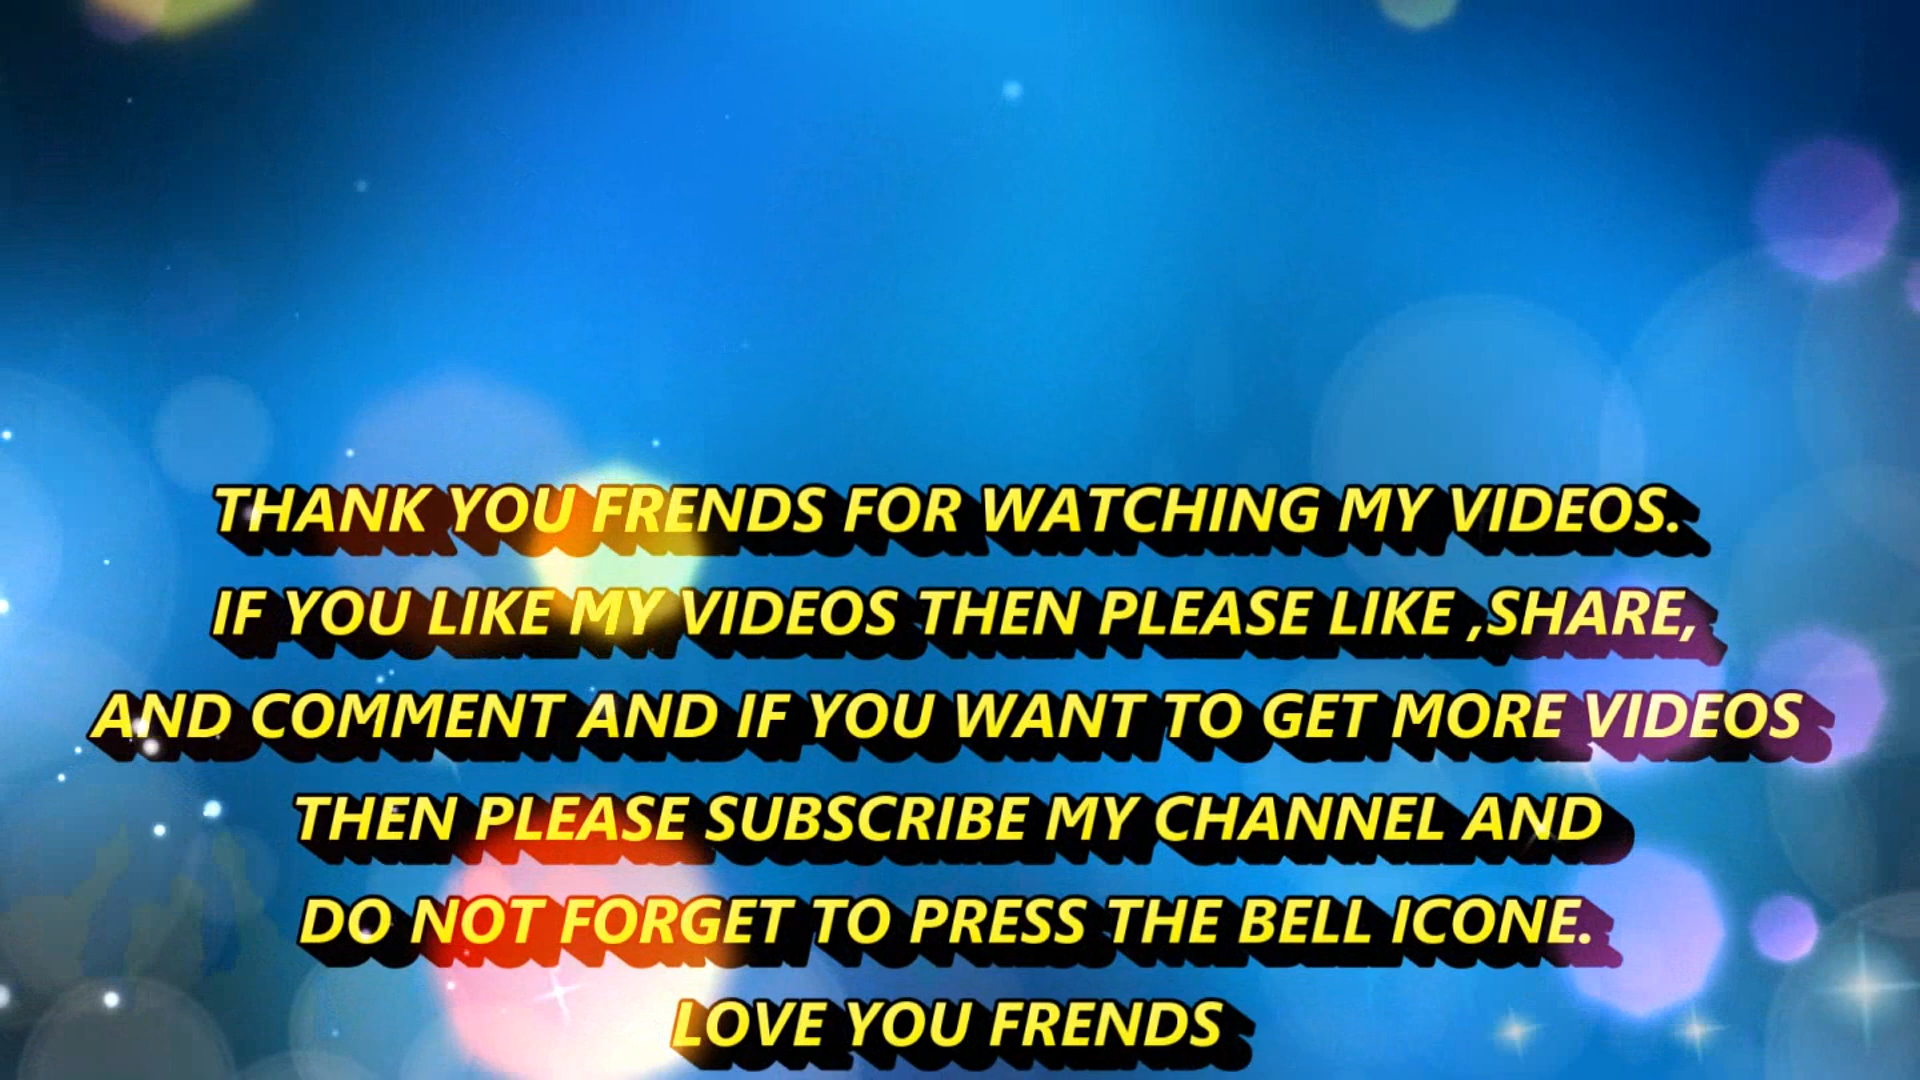 THANK YOU FRENDS FOR WATCHING MY VIDEOS.
IF YOU LIKE MY VIDEOS THEN PLEASE LIKE ,SHARE,
AND COMMENT AND IF YOU WANT TO GET MORE VIDEOS
THEN PLEASE SUBSCRIBE MY CHANNEL AND
DO NOT FORGET TO PRESS THE BELL ICONE.
LOVE YOU FRENDS